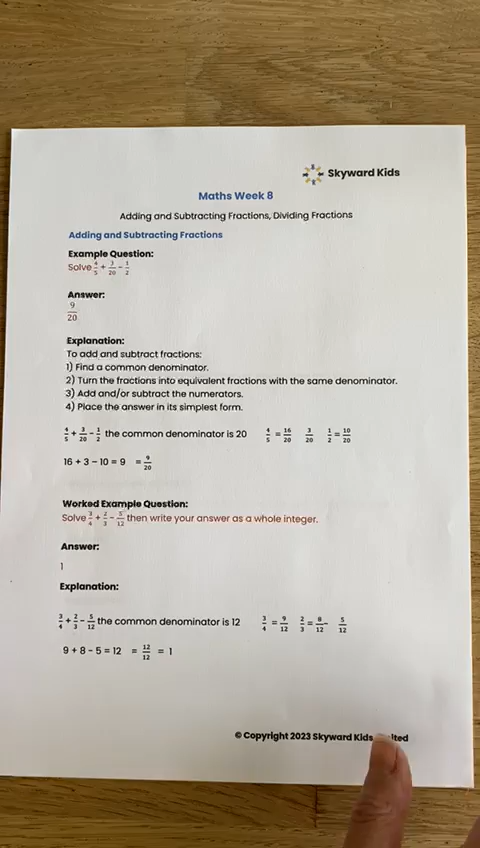 Skyward Kids
Maths Week 8
Adding and Subtracting Fractions, Dividing Fractions
Adding and Subtracting Fractions
Example Question:
Solve 4/5 + 3/20 − 1/2
Answer:
9/20
Explanation:
To add and subtract fractions:
1) Find a common denominator.
2) Turn the fractions into equivalent fractions with the same denominator.
3) Add and/or subtract the numerators.
4) Place the answer in its simplest form.
4/5 + 3/20 − 1/2 the common denominator is 20 4/5 = 16/20 3/20 1/2 = 10/20
16 + 3 − 10 = 9 = 9/20
Worked Example Question:
Solve 3/4 + 2/3 − 5/12 then write your answer as a whole integer.
Answer:
1
Explanation:
3/4 + 2/3 − 5/12 the common denominator is 12 3/4 = 9/12 2/3 = 8/12 − 5/12
9 + 8 − 5 = 12 = 12/12 = 1
© Copyright 2023 Skyward Kids